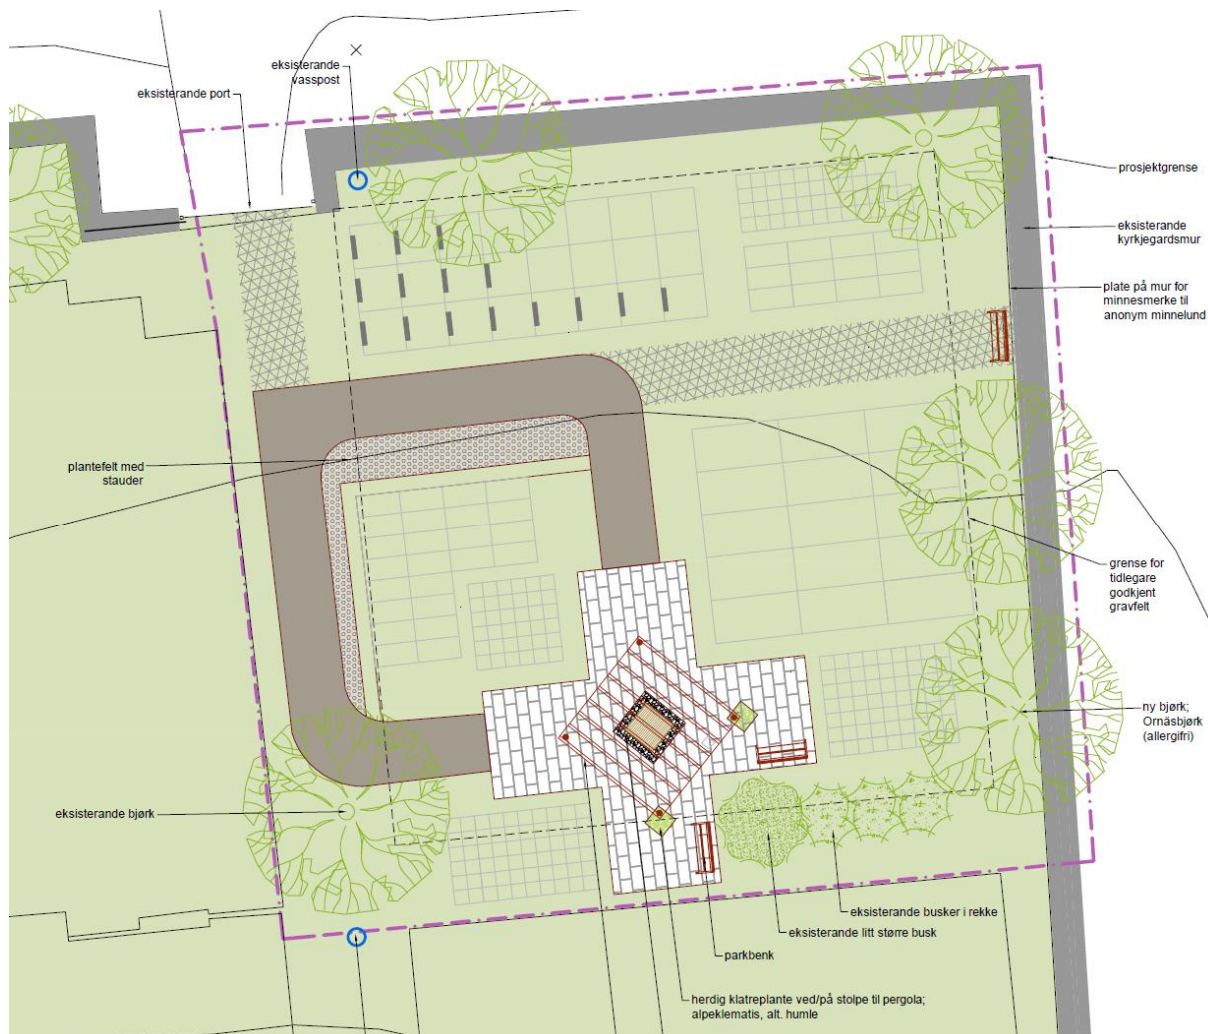 eksisterande
vasspost
eksisterande port
prosjektgrense
eksisterande
kyrkjegardsmur
plate på mur for
minnesmerke til
anonym minnelund
plantefelt med
stauder
grense for
tidlegare
godkjent
gravfelt
ny bjørk;
Ornäsbjørk
(allergifri)
eksisterande bjørk
eksisterande busker i rekke
eksisterande litt større busk
parkbenk
herdig klatreplante ved/på stolpe til pergola;
alpeklematis, alt. humle